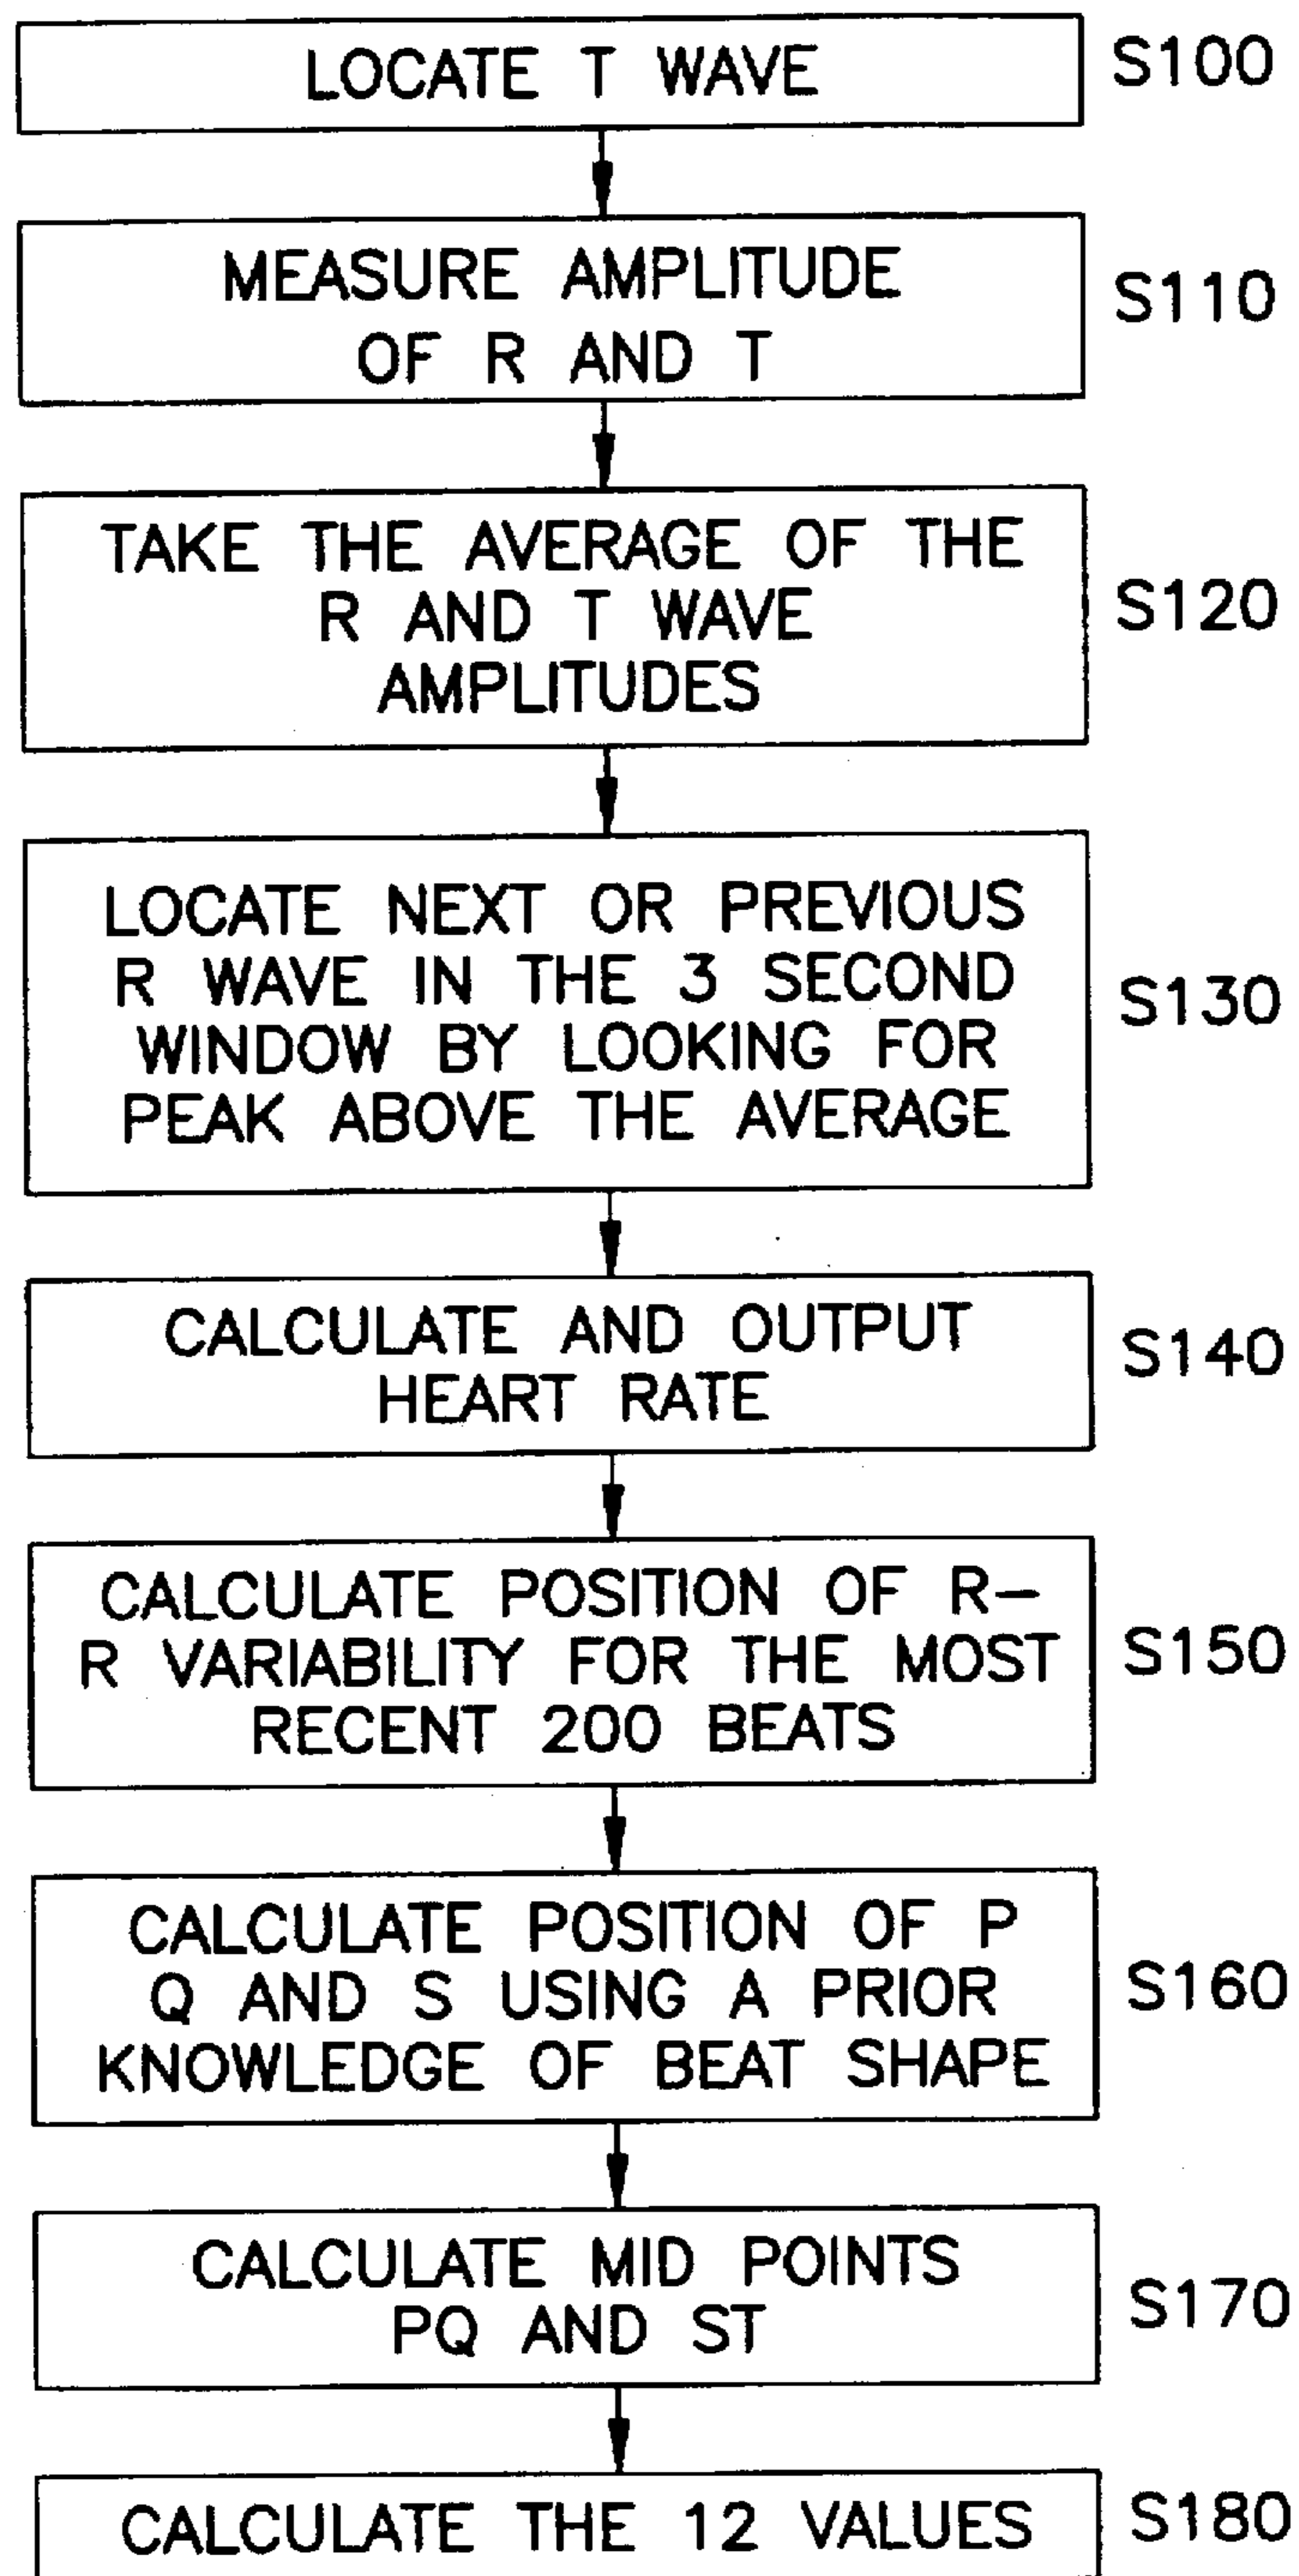 LOCATE T WAVE S100
MEASURE AMPLITUDE
OF R AND T
S110
TAKE THE AVERAGE OF THE
R AND T WAVE
AMPLITUDES
S120
LOCATE NEXT OR PREVIOUS
R WAVE IN THE 3 SECOND
WINDOW BY LOOKING FOR
PEAK ABOVE THE AVERAGE
S130
CALCULATE AND OUTPUT
HEART RATE
S140
CALCULATE POSITION OF R-
R VARIABILITY FOR THE MOST
RECENT 200 BEATS
S150
CALCULATE POSITION OF P
Q AND S USING A PRIOR
KNOWLEDGE OF BEAT SHAPE
S160
CALCULATE MID POINTS
PQ AND ST
S170
CALCULATE THE 12 VALUES S180